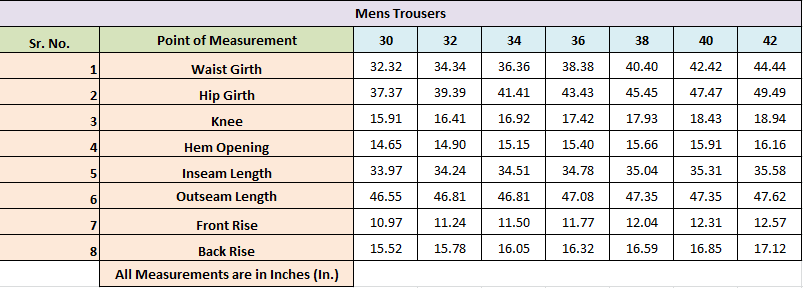 Mens Trousers
Sr. No. Point of Measurement 30 32 34 36 38 40 42
1 Waist Girth 32.32 34.34 36.36 38.38 40.40 42.42 44.44
2 Hip Girth 37.37 39.39 41.41 43.43 45.45 47.47 49.49
3 Knee 15.91 16.41 16.92 17.42 17.93 18.43 18.94
4 Hem Opening 14.65 14.90 15.15 15.40 15.66 15.91 16.16
5 Inseam Length 33.97 34.24 34.51 34.78 35.04 35.31 35.58
6 Outseam Length 46.55 46.81 46.81 47.08 47.35 47.35 47.62
7 Front Rise 10.97 11.24 11.50 11.77 12.04 12.31 12.57
8 Back Rise 15.52 15.78 16.05 16.32 16.59 16.85 17.12
All Measurements are in Inches (In.)